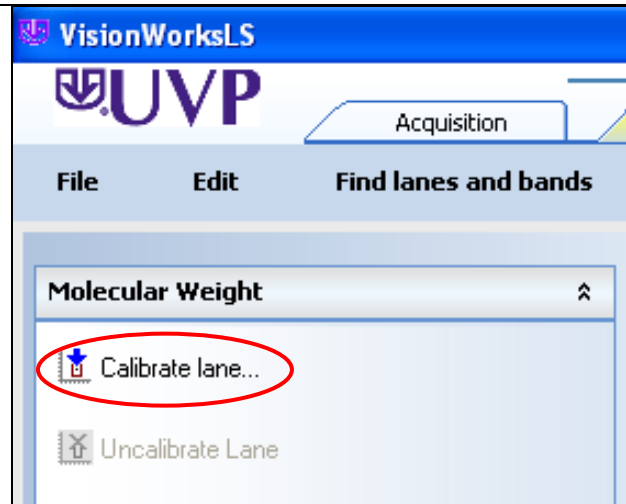 VisionWorksLS
UVP
Acquisition
File Edit Find lanes and bands
Molecular Weight
Calibrate lane...
Uncalibrate Lane